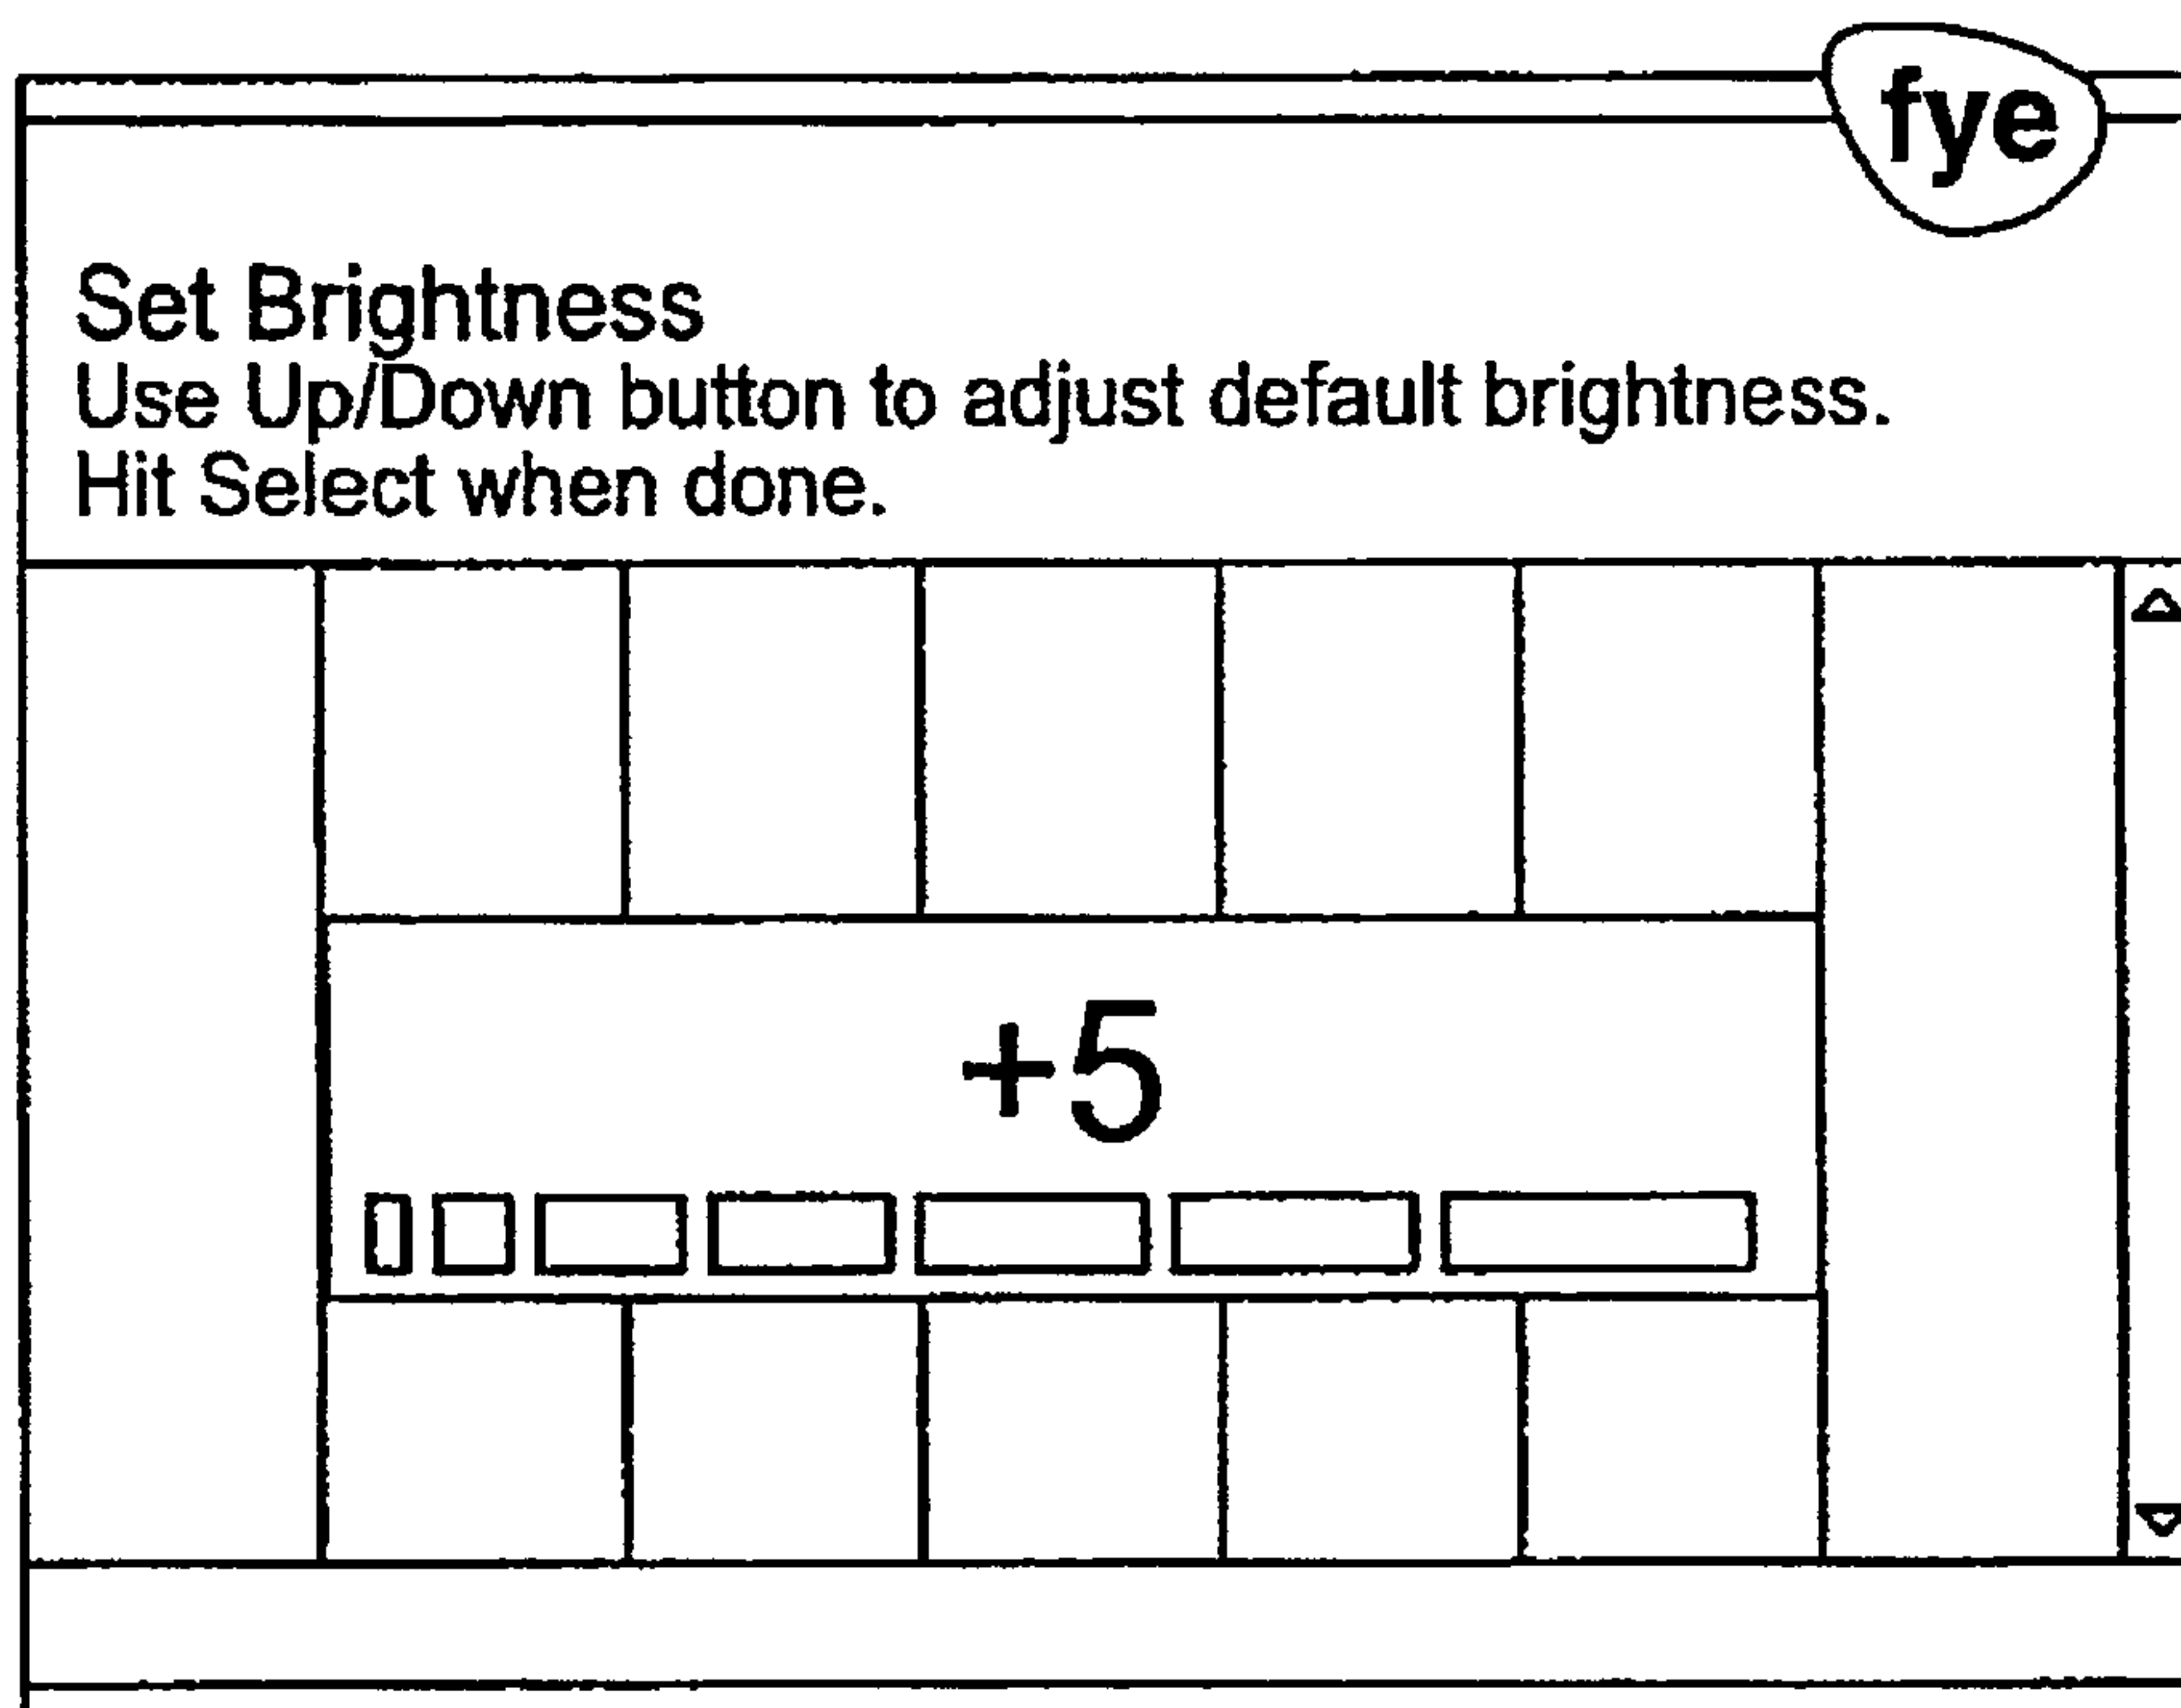 fye
Set Brightness
Use Up/Down button to adjust default brightness.
Hit Select when done.
+5